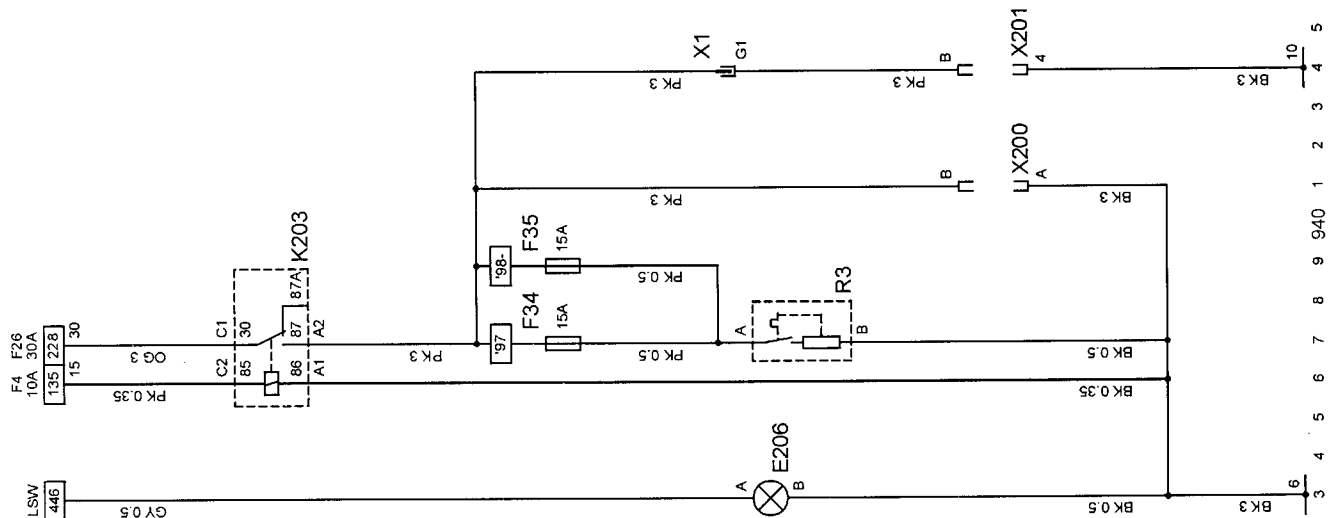 LSW
446
GY 0.5
A
E206
B
BK 0.5
BK 3
6
F4
10A
135
15
PK 0.35
F26
30A
228
30
OG 3
C2
85
C1
30
K203
87A
86
A1
87
A2
PK 3
BK 0.35
'97
F34
15A
PK 0.5
'98-
F35
15A
PK 0.5
A
R3
B
BK 0.5
PK 3
B
X200
A
BK 3
PK 3
X1
G1
PK 3
B
X201
4
BK 3
10
3 4 5 6 7 8 9 940 1 2 3 4 5